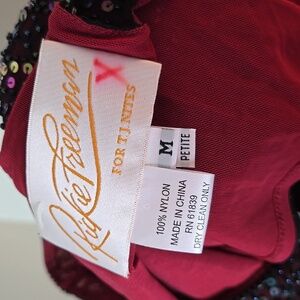 Rickie Freeman
FOR TJ NITES
X
M
PETITE
100% NYLON
MADE IN CHINA
RN 61839
DRY CLEAN ONLY